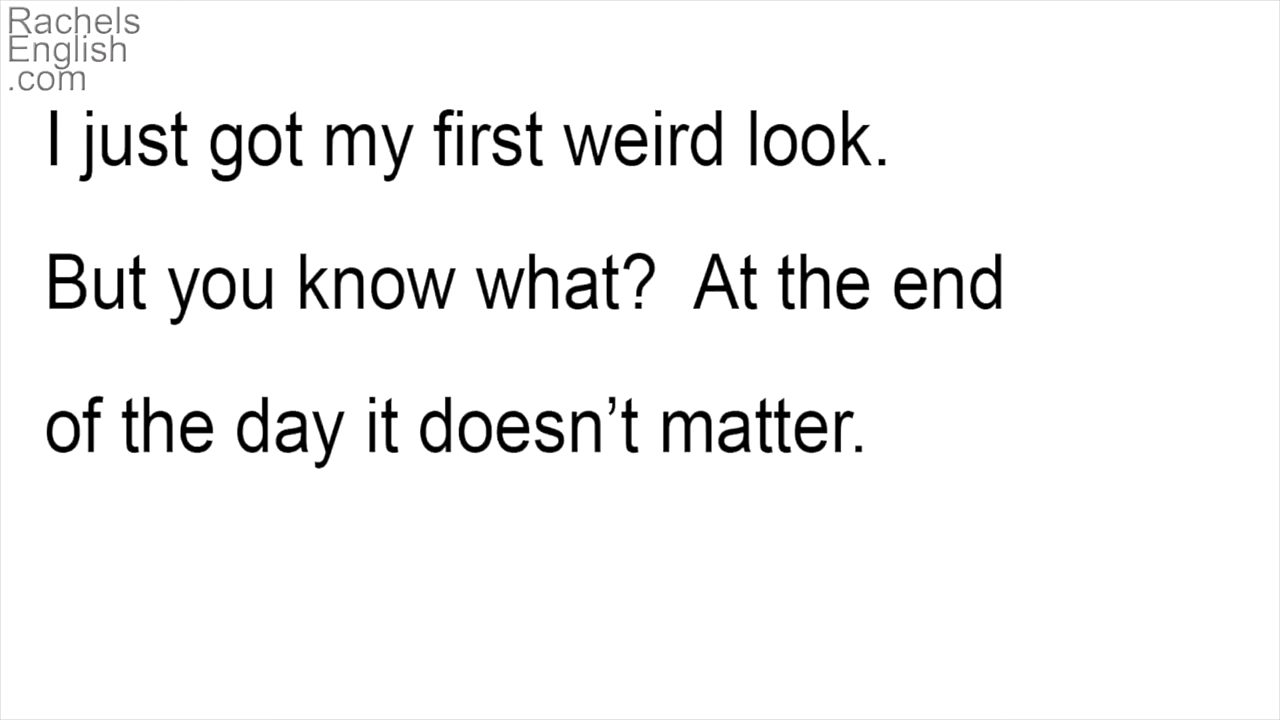 Rachels
English
.com
I just got my first weird look.
But you know what?  At the end
of the day it doesn’t matter.